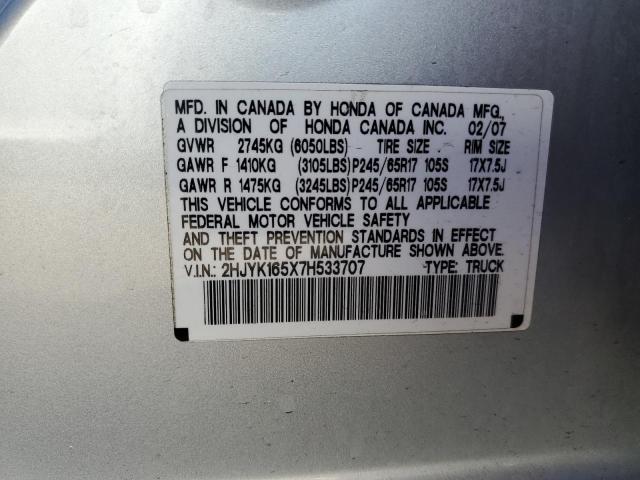 MFD. IN CANADA BY HONDA OF CANADA MFG.,
A DIVISION OF HONDA CANADA INC. 02/07
GVWR 2745KG (6050LBS) TIRE SIZE RIM SIZE
GAWR F 1410KG (3105LBS) P245/65R17 105S 17X7.5J
GAWR R 1475KG (3245LBS) P245/65R17 105S 17X7.5J
THIS VEHICLE CONFORMS TO ALL APPLICABLE
FEDERAL MOTOR VEHICLE SAFETY
AND THEFT PREVENTION STANDARDS IN EFFECT
ON THE DATE OF MANUFACTURE SHOWN ABOVE.
V.I.N.: 2HJYK165X7H533707 TYPE: TRUCK